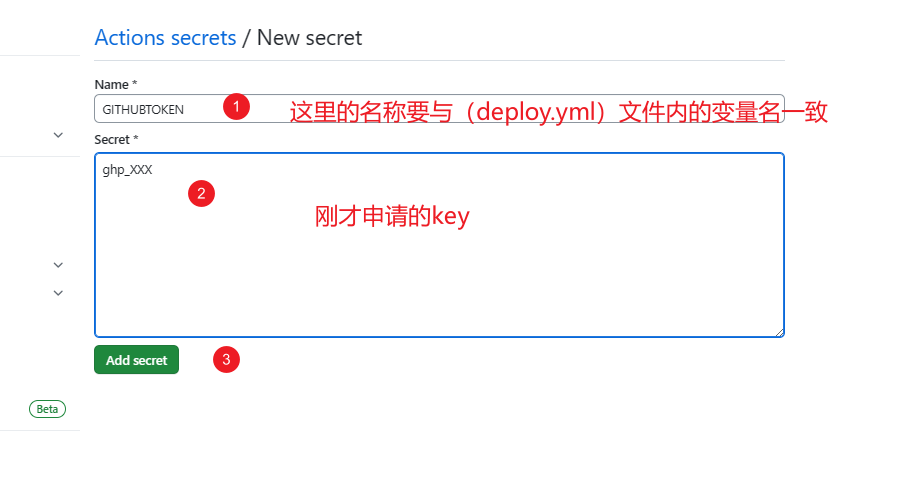 Actions secrets / New secret
Name *
GITHUBTOKEN
1
这里的名称要与（deploy.yml）文件内的变量名一致
Secret *
ghp_XXX
2
刚才申请的key
Add secret
3
Beta